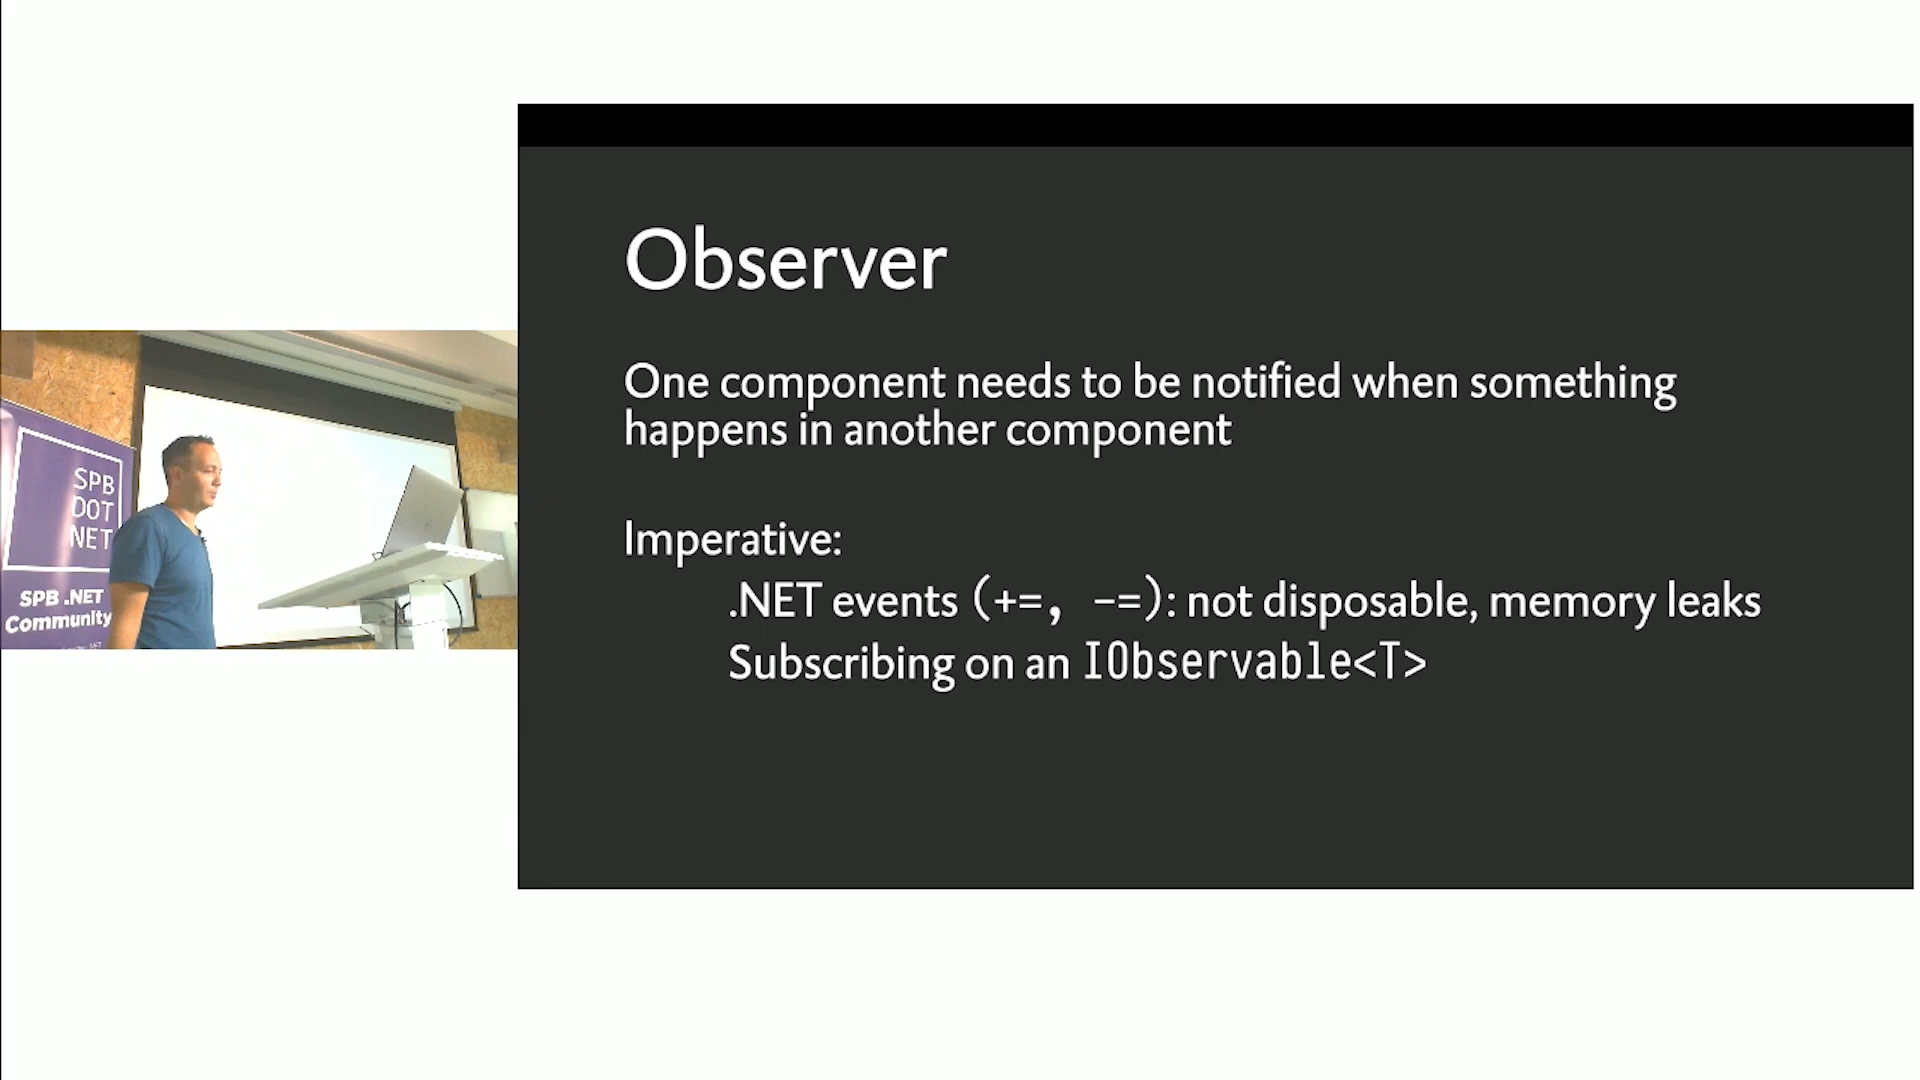 SPB
DOT
NET
SPB .NET
Community
Observer
One component needs to be notified when something
happens in another component
Imperative:
.NET events (+=, -=): not disposable, memory leaks
Subscribing on an IObservable<T>